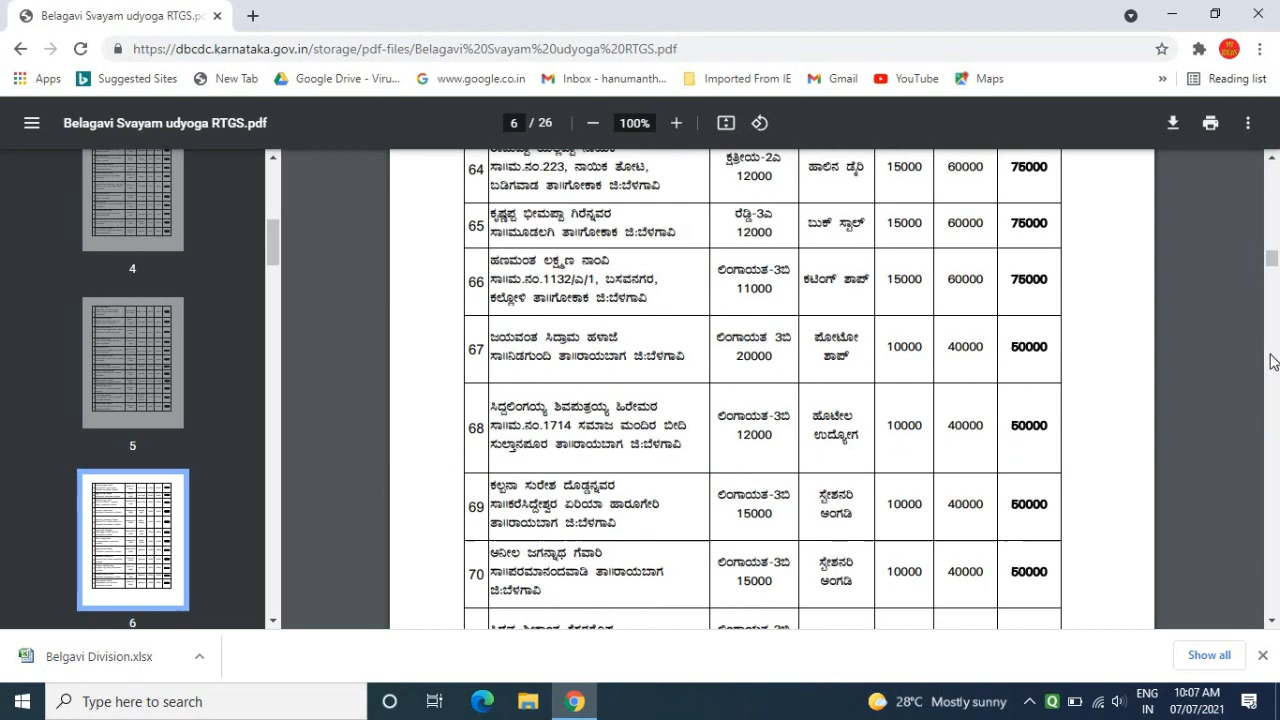 Belagavi Svayam udyoga RTGS.pd
https://dbcdc.karnataka.gov.in/storage/pdf-files/Belagavi%20Svayam%20udyoga%20RTGS.pdf
MY IDEAS
Apps Suggested Sites New Tab Google Drive - Viru... www.google.co.in Inbox - hanumanth... Imported From IE Gmail YouTube Maps » Reading list
Belagavi Svayam udyoga RTGS.pdf 6 / 26 100%
4
5
6
ಕ್ಷತ್ರೀಯ-2ಎ
64 ಸಾ||ಮ.ನಂ.223, ನಾಯಿಕ ತೋಟ, ಹಾಲಿನ ಡೈರಿ 15000 60000 75000
12000
ಬಡಿಗವಾಡ ತಾ||ಗೋಕಾಕ ಜಿ:ಬೆಳಗಾವಿ
ಕೃಷ್ಣಪ್ಪ ಭೀಮಪ್ಪಾ ಗಿರೆನ್ನವರ ರೆಡ್ಡಿ-3ಎ
65 ಬುಕ್ ಸ್ಟಾಲ್ 15000 60000 75000
ಸಾ||ಮೂಡಲಗಿ ತಾ||ಗೋಕಾಕ ಜಿ:ಬೆಳಗಾವಿ 12000
ಹಣಮಂತ ಲಕ್ಷ್ಮಣ ನಾಂವಿ
ಲಿಂಗಾಯತ-3ಬಿ
66 ಸಾ||ಮ.ನಂ.1132/ಎ/1, ಬಸವನಗರ, ಕಟಿಂಗ್ ಶಾಪ್ 15000 60000 75000
11000
ಕಲ್ಲೋಳಿ ತಾ||ಗೋಕಾಕ ಜಿ:ಬೆಳಗಾವಿ
ಜಯವಂತ ಸಿದ್ರಾಮ ಹಳಾಜೆ ಲಿಂಗಾಯತ 3ಬಿ ಪೋಟೋ
67 10000 40000 50000
ಸಾ||ನಿಡಗುಂದಿ ತಾ||ರಾಯಬಾಗ ಜಿ:ಬೆಳಗಾವಿ 20000 ಶಾಪ್
ಸಿದ್ದಲಿಂಗಯ್ಯ ಶಿವಪುತ್ರಯ್ಯ ಹಿರೇಮಠ
ಲಿಂಗಾಯತ-3ಬಿ ಹೊಟೇಲ
68 ಸಾ||ಮ.ನಂ.1714 ಸಮಾಜ ಮಂದಿರ ಬೀದಿ 10000 40000 50000
12000 ಉದ್ಯೋಗ
ಸುಲ್ತಾನಪೂರ ತಾ||ರಾಯಬಾಗ ಜಿ:ಬೆಳಗಾವಿ
ಕಲ್ಪನಾ ಸುರೇಶ ದೊಡ್ಡನ್ನವರ
ಲಿಂಗಾಯತ-3ಬಿ ಸ್ಟೇಶನರಿ
69 ಸಾ||ಕರೆಸಿದ್ದೇಶ್ವರ ಏರಿಯಾ ಹಾರೂಗೇರಿ 10000 40000 50000
15000 ಅಂಗಡಿ
ತಾ||ರಾಯಬಾಗ ಜಿ:ಬೆಳಗಾವಿ
ಅನೀಲ ಜಗನ್ನಾಥ ಗೆವಾರಿ
ಲಿಂಗಾಯತ-3ಬಿ ಸ್ಟೇಶನರಿ
70 ಸಾ||ಪರಮಾನಂದವಾಡಿ ತಾ||ರಾಯಬಾಗ 10000 40000 50000
15000 ಅಂಗಡಿ
ಜಿ:ಬೆಳಗಾವಿ
ಲಿಂಗಾಯತ-3ಬಿ
Belgavi Division.xlsx Show all
Type here to search 28°C Mostly sunny ENG 10:07 AM
IN 07/07/2021